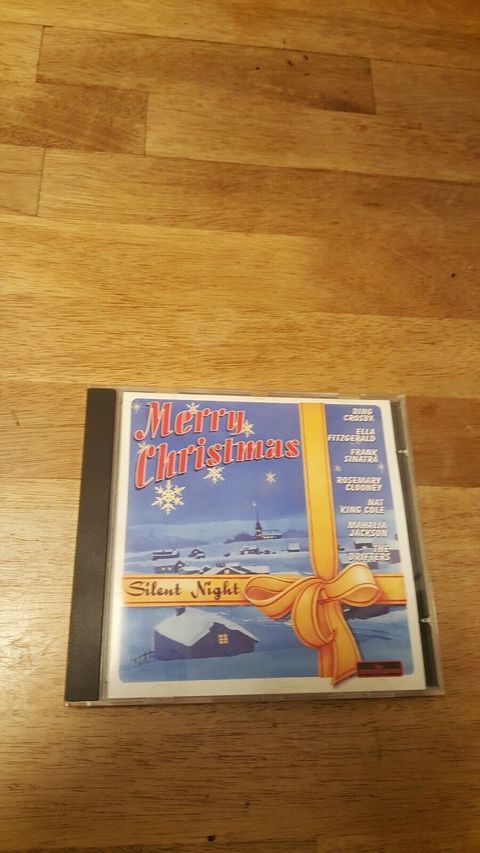 Merry
Christmas
BING
CROSBY
ELLA
FITZGERALD
FRANK
SINATRA
ROSEMARY
CLOONEY
NAT
KING COLE
MAHALIA
JACKSON
THE
DRIFTERS
Silent Night